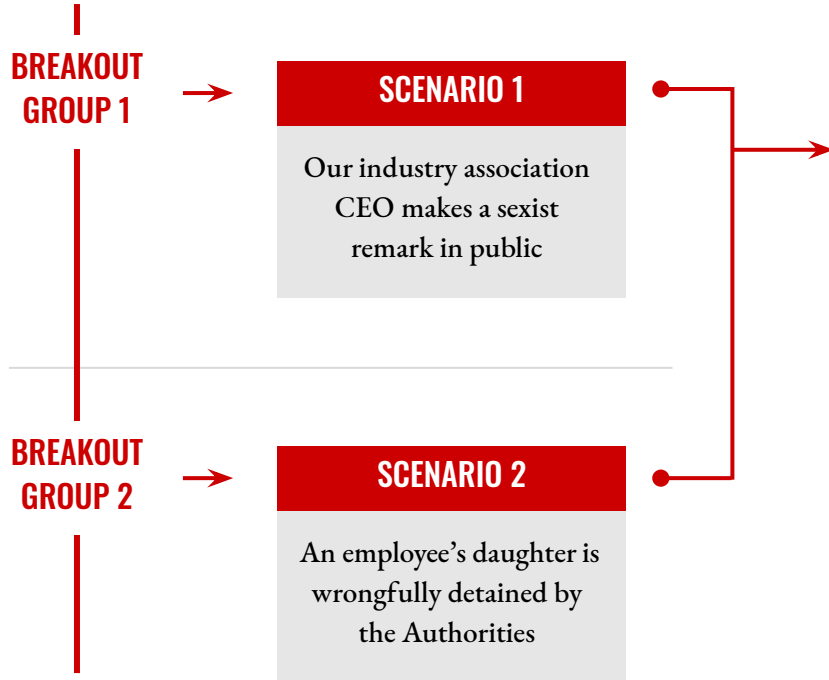 BREAKOUT
GROUP 1
SCENARIO 1
Our industry association
CEO makes a sexist
remark in public
BREAKOUT
GROUP 2
SCENARIO 2
An employee’s daughter is
wrongfully detained by
the Authorities